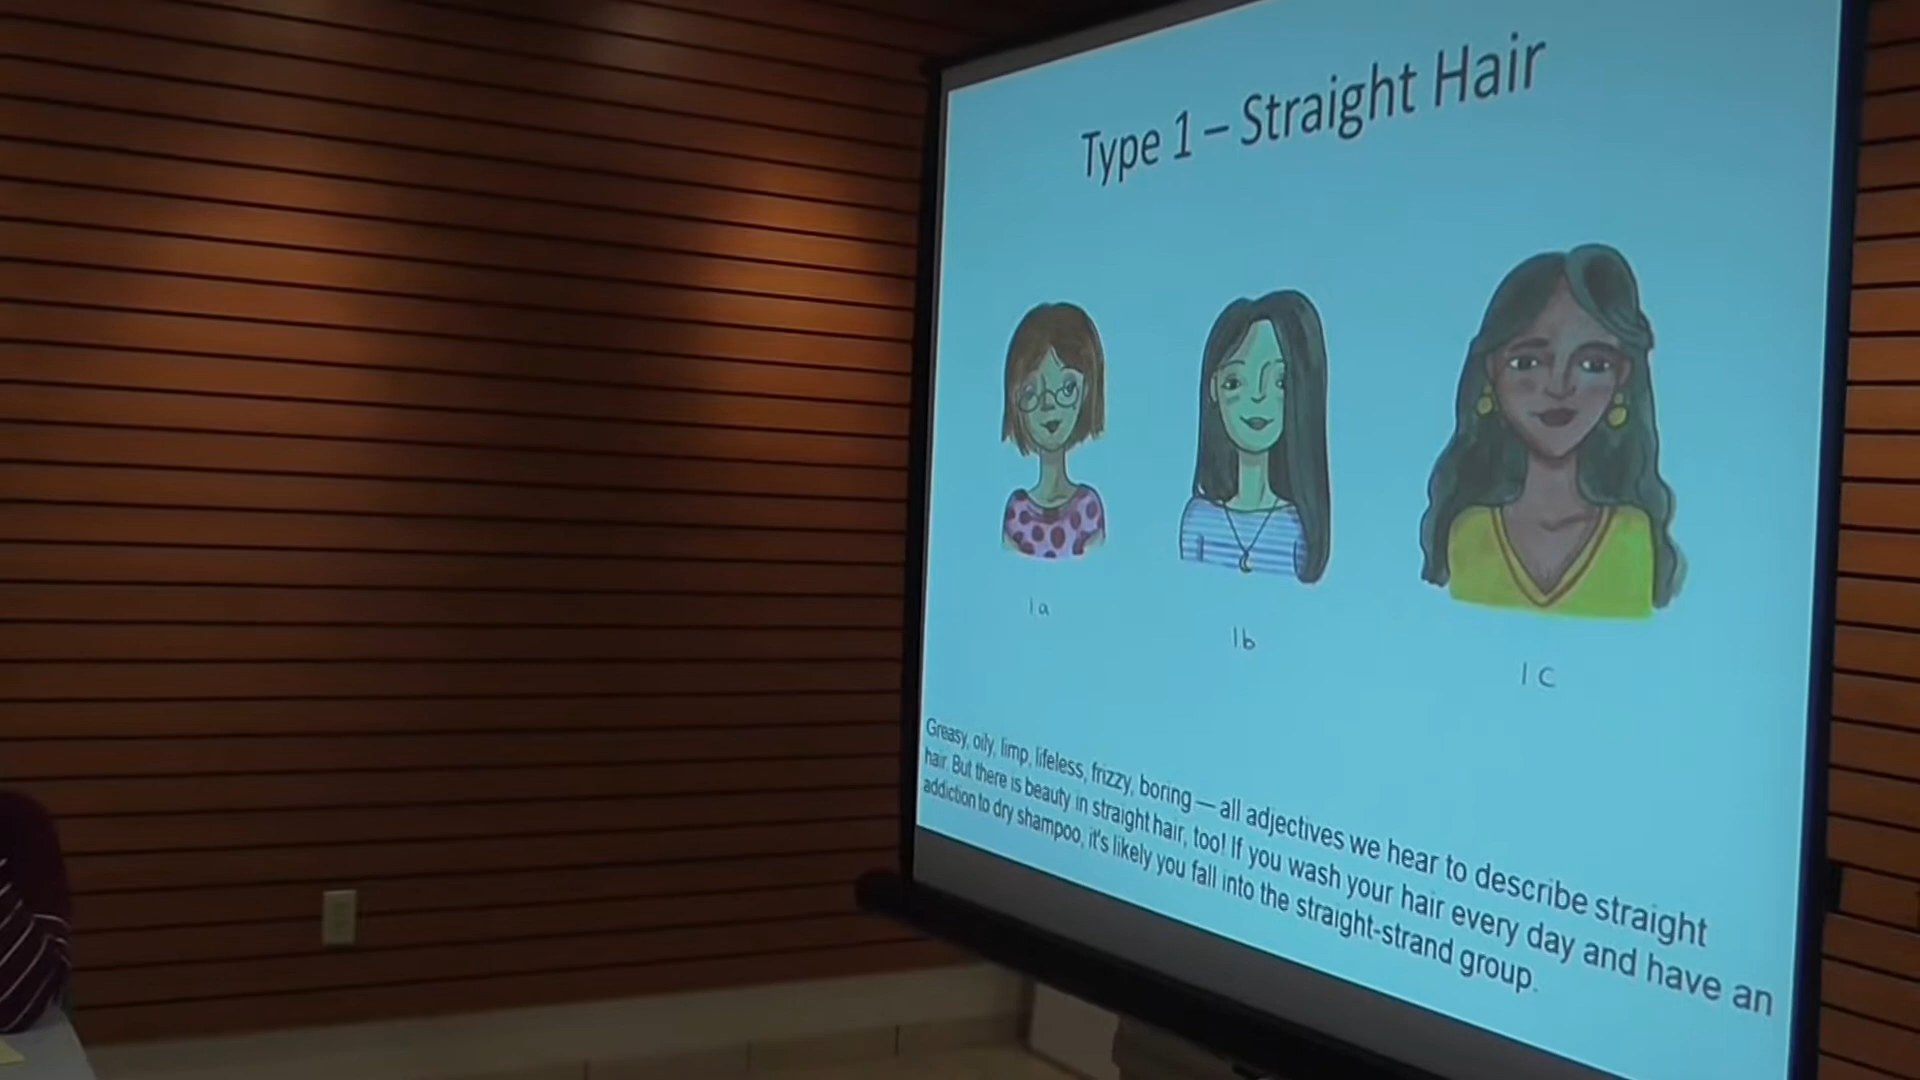 Type 1 – Straight Hair
1a
1b
1c
Greasy, oily, limp, lifeless, frizzy, boring — all adjectives we hear to describe straight
hair. But there is beauty in straight hair, too! If you wash your hair every day and have an
addiction to dry shampoo, it's likely you fall into the straight-strand group.